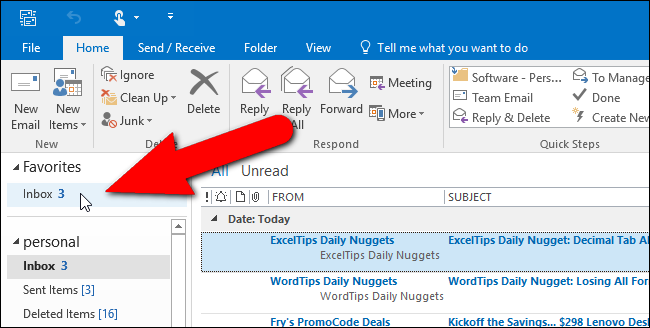 File Home Send / Receive Folder View Tell me what you want to do
New Email
New Items
New
Ignore
Clean Up
Junk
Delete
Delete
Reply
Reply All
Forward
Meeting
More
Respond
Software - Pers...
Team Email
Reply & Delete
To Manage
Done
Create New
Quick Steps
Favorites
Inbox 3
personal
Inbox 3
Sent Items [3]
Deleted Items [16]
All Unread
! FROM SUBJECT
Date: Today
ExcelTips Daily Nuggets ExcelTips Daily Nugget: Decimal Tab Al
ExcelTips Daily Nuggets
WordTips Daily Nuggets WordTips Daily Nugget: Losing All For
WordTips Daily Nuggets
Fry's PromoCode Deals Kickoff the Savings... $298 Lenovo Des